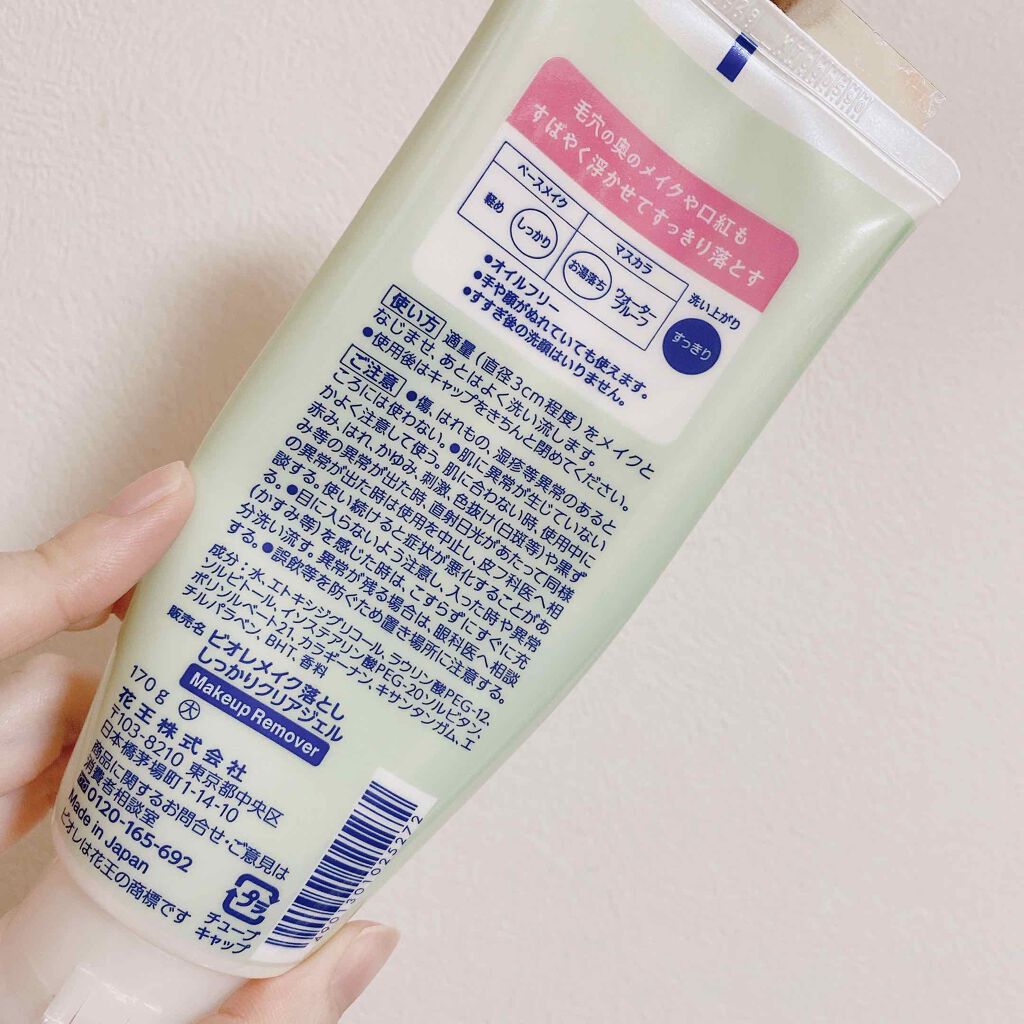 毛穴の奥のメイクや口紅も
すばやく浮かせてすっきり落とす
ベースメイク
マスカラ
洗い上がり
軽め
しっかり
お湯落ち
ウォーター
プルーフ
すっきり
●オイルフリー
●手や顔がぬれていても使えます。
●すすぎ後の洗顔はいりません。
使い方 適量(直径3cm程度)をメイクと
なじませ、あとはよく洗い流します。
●使用後はキャップをきちんと閉めてください。
ご注意 ●傷、はれもの、湿疹等異常のあると
ころには使わない。●肌に異常が生じていない
かよく注意して使う。肌に合わない時、使用中に
赤み、はれ、かゆみ、刺激、色抜け(白斑等)や黒ず
み等の異常が出た時、直射日光があたって同様
の異常が出た時は使用を中止し、皮フ科医へ相
談する。使い続けると症状が悪化することがあ
る。●目に入らないよう注意し、入った時や異常
(かすみ等)を感じた時は、こすらずにすぐに充
分洗い流す。異常が残る場合は、眼科医へ相談
する。●誤飲等を防ぐため置き場所に注意する。
成分:水、エトキシジグリコール、ラウリン酸PEG-12、
ソルビトール、イソステアリン酸PEG-20ソルビタン、
ポリソルベート21、カラギーナン、キサンタンガム、エ
チルパラベン、BHT、香料
販売名 ビオレメイク落とし
しっかりクリアジェル
Makeup Remover
170g 大
花王株式会社
〒103-8210 東京都中央区
日本橋茅場町1-14-10
商品に関するお問合せ・ご意見は
消費者相談室
0120-165-692
Made in Japan
ビオレは花王の商標です
プラ
チューブ
キャップ